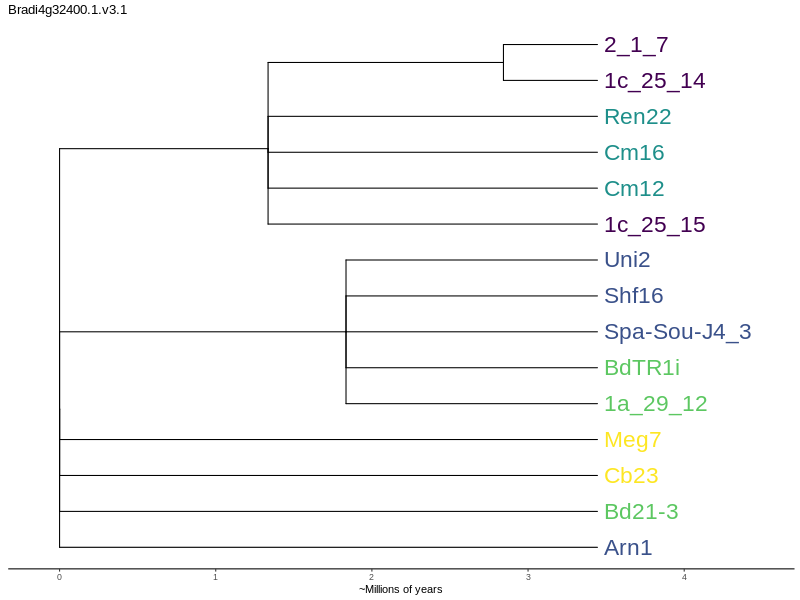 Bradi4g32400.1.v3.1
2_1_7
1c_25_14
Ren22
Cm16
Cm12
1c_25_15
Uni2
Shf16
Spa-Sou-J4_3
BdTR1i
1a_29_12
Meg7
Cb23
Bd21-3
Arn1
0 1 2 3 4
~Millions of years